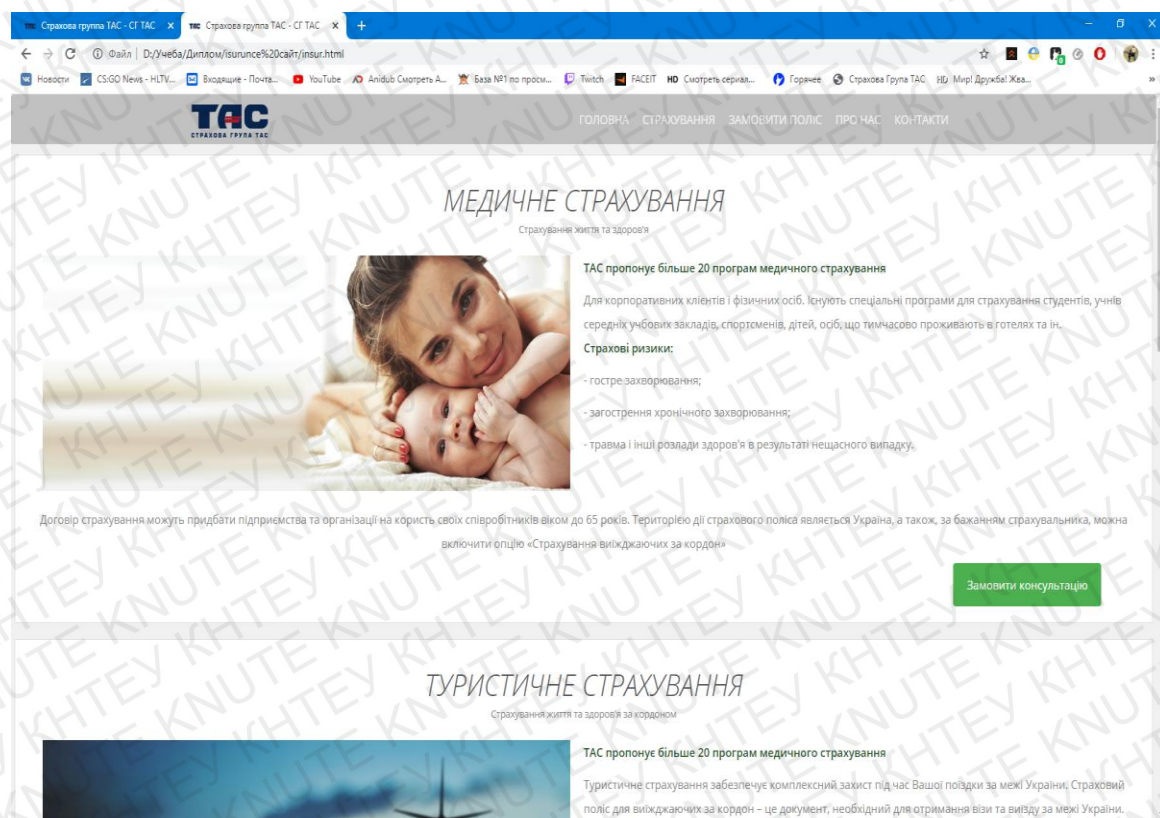 Страхова группа ТАС - СГ ТАС
ТАС Страхова группа ТАС - СГ ТАС
Файл | D:/Учеба/Диплом/isurunce%20сайт/insur.html
Новости CS:GO News - HLTV... Входящие - Почта... YouTube Anidub Смотреть А... База №1 по просм... Twitch FACEIT HD Смотреть сериал... Горячее Страхова Група ТАС HD Мир! Дружба! Жва... »
ТАС
СТРАХОВА ГРУПА ТАС
ГОЛОВНА СТРАХУВАННЯ ЗАМОВИТИ ПОЛІС ПРО НАС КОНТАКТИ
МЕДИЧНЕ СТРАХУВАННЯ
Страхування життя та здоров'я
ТАС пропонує більше 20 програм медичного страхування
Для корпоративних клієнтів і фізичних осіб. Існують спеціальні програми для страхування студентів, учнів
середніх учбових закладів, спортсменів, дітей, осіб, що тимчасово проживають в готелях та ін.
Страхові ризики:
- гостре захворювання;
- загострення хронічного захворювання;
- травма і інші розлади здоров'я в результаті нещасного випадку.
Договір страхування можуть придбати підприємства та організації на користь своїх співробітників віком до 65 років. Територією дії страхового поліса являється Україна, а також, за бажанням страхувальника, можна
включити опцію «Страхування виїжджаючих за кордон»
Замовити консультацію
ТУРИСТИЧНЕ СТРАХУВАННЯ
Страхування життя та здоров'я за кордоном
ТАС пропонує більше 20 програм медичного страхування
Туристичне страхування забезпечує комплексний захист під час Вашої поїздки за межі України. Страховий
поліс для виїжджаючих за кордон – це документ, необхідний для отримання візи та виїзду за межі України.